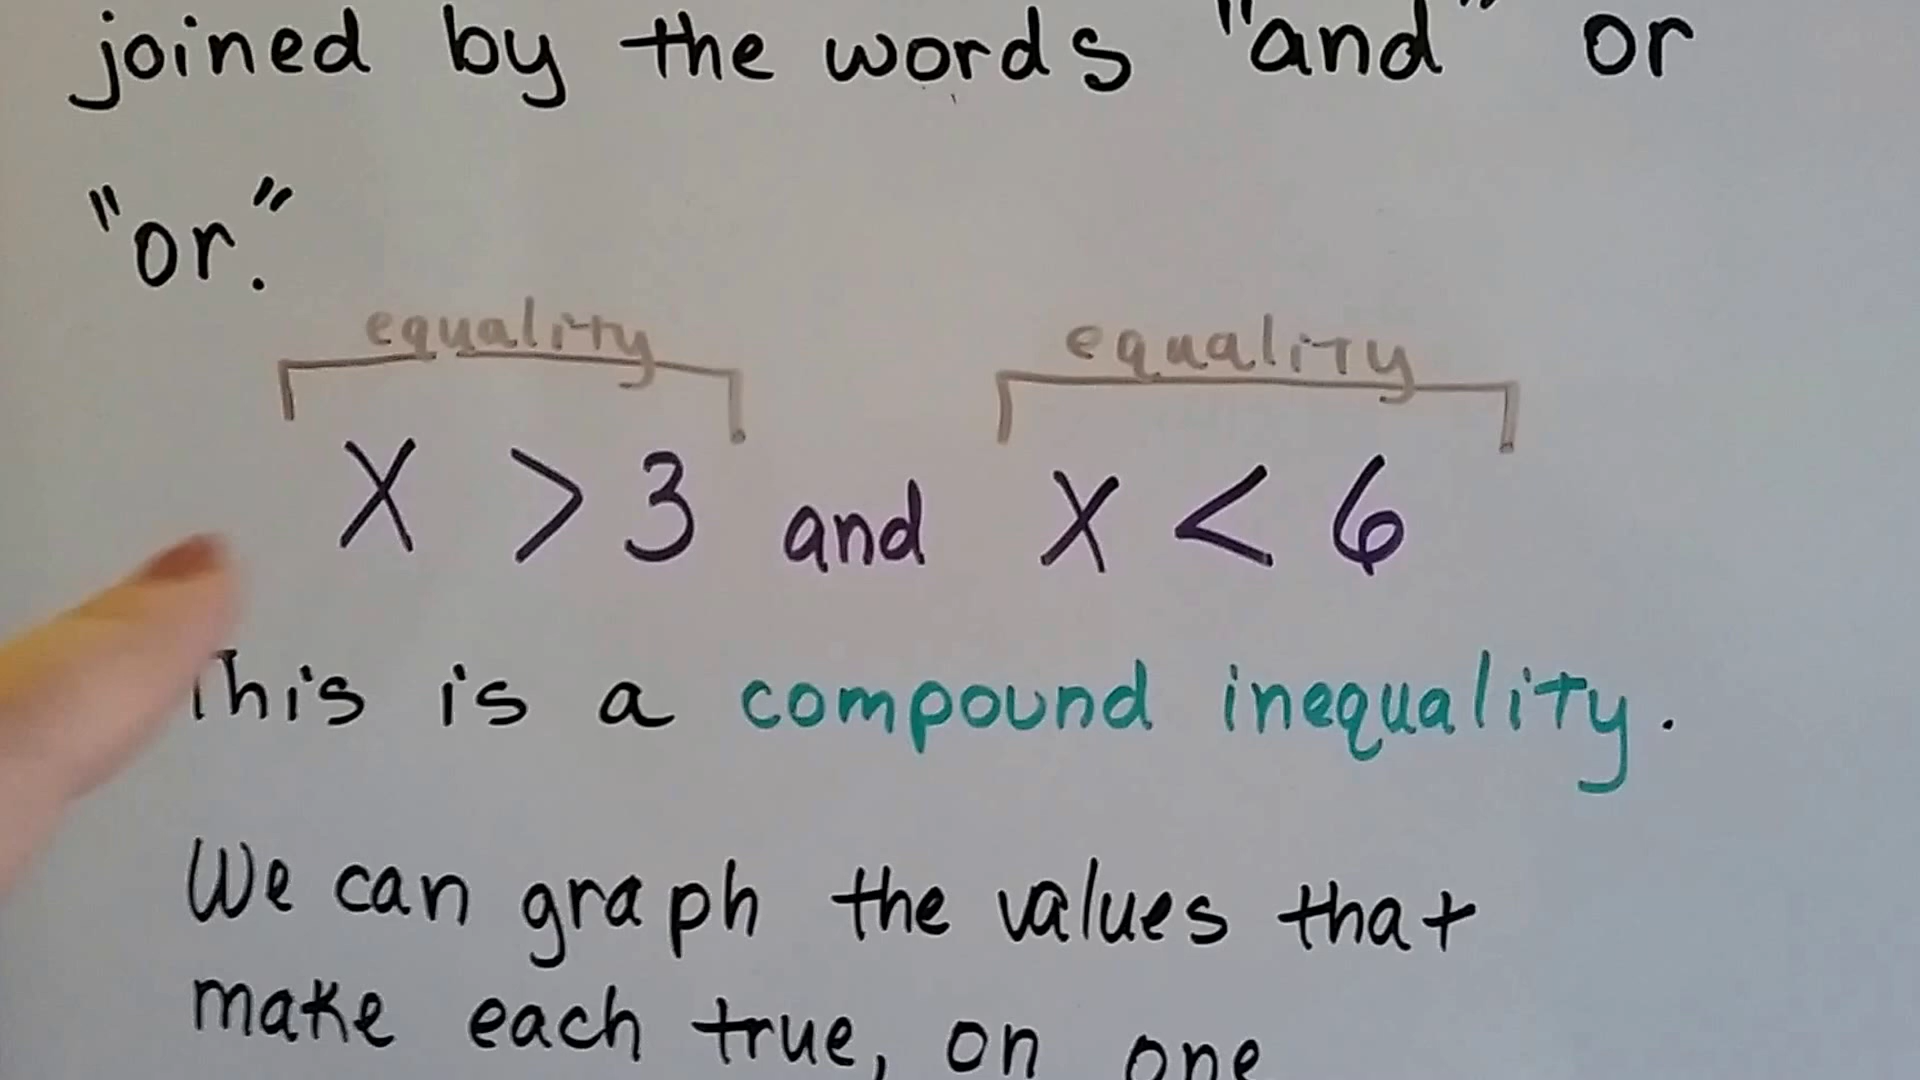 joined by the words "and" or
"or."
equality equality
X > 3 and X < 6
This is a compound inequality.
We can graph the values that
make each true, on one